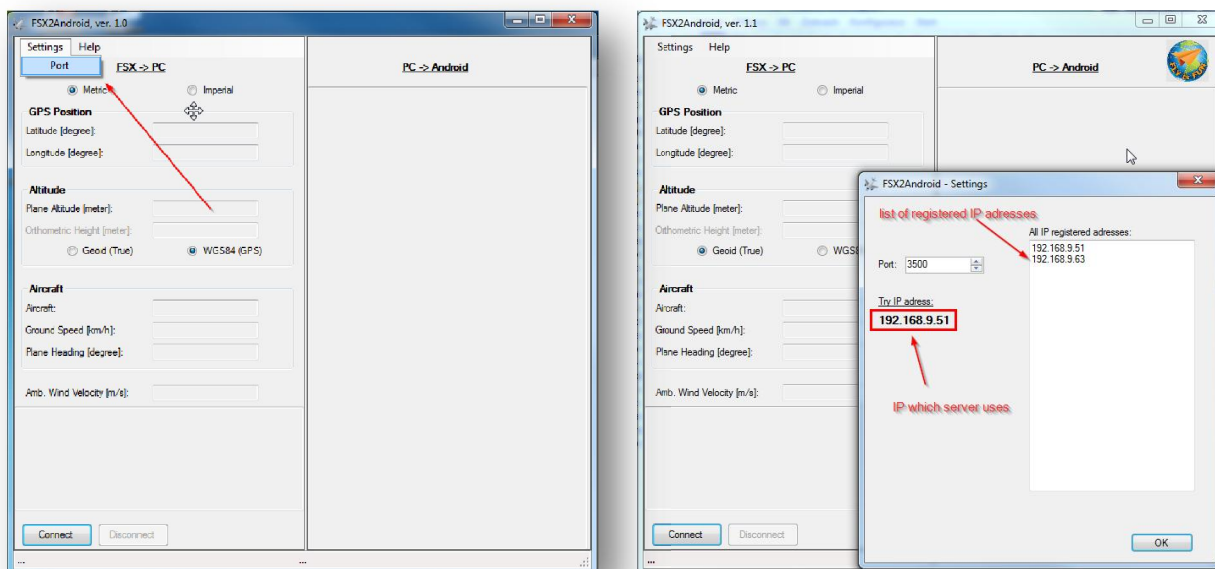 FSX2Android, ver. 1.0
Settings Help
Port
FSX -> PC
PC -> Android
Metric Imperial
GPS Position
Latitude [degree]:
Longitude [degree]:
Altitude
Plane Altitude [meter]:
Orthometric Height [meter]:
Geoid (True) WGS84 (GPS)
Aircraft
Aircraft:
Ground Speed [km/h]:
Plane Heading [degree]:
Amb. Wind Velocity [m/s]:
Connect Disconnect
... ...
FSX2Android, ver. 1.1
Settings Help
FSX -> PC
PC -> Android
FLY IS FUN
Metric Imperial
GPS Position
Latitude [degree]:
Longitude [degree]:
Altitude
Plane Altitude [meter]:
Orthometric Height [meter]:
Geoid (True) WGS8
Aircraft
Aircraft:
Ground Speed [km/h]:
Plane Heading [degree]:
Amb. Wind Velocity [m/s]:
Connect Disconnect
...
FSX2Android - Settings
list of registered IP adresses
All IP registered adresses:
192.168.9.51
192.168.9.63
Port: 3500
Try IP adress:
192.168.9.51
IP which server uses
OK